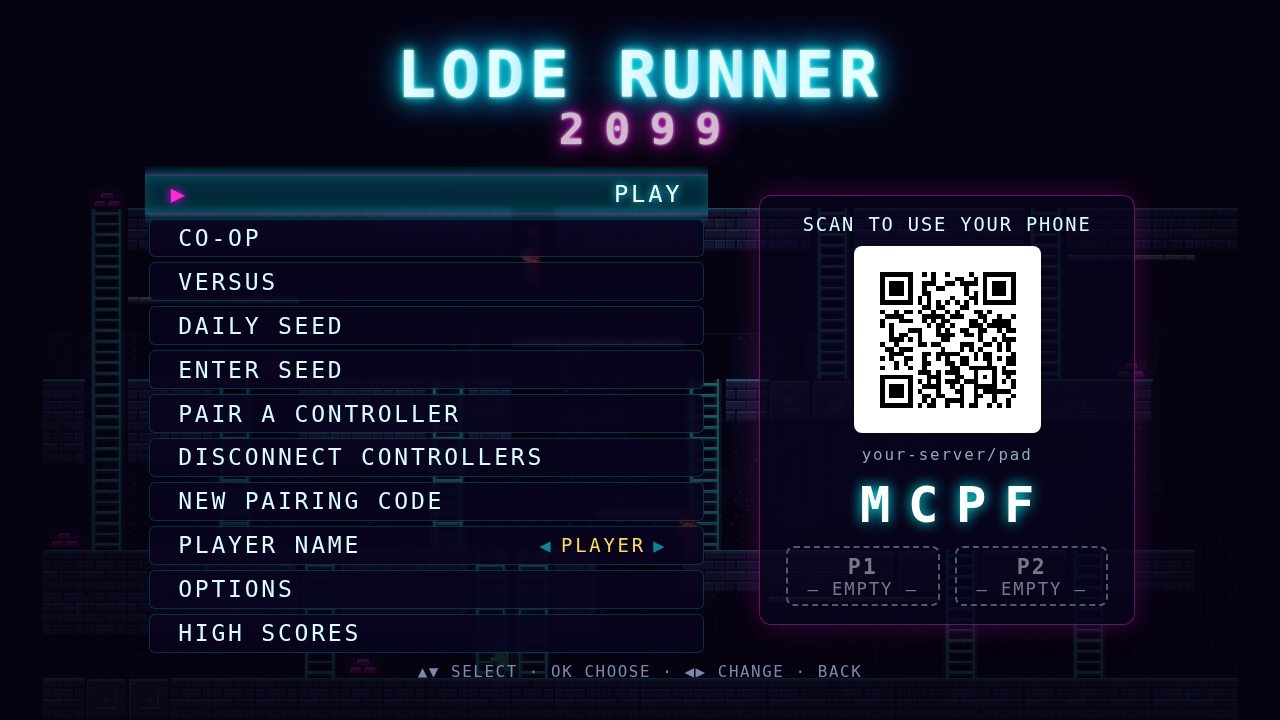 LODE RUNNER
2099
▶ PLAY
CO-OP
VERSUS
DAILY SEED
ENTER SEED
PAIR A CONTROLLER
DISCONNECT CONTROLLERS
NEW PAIRING CODE
PLAYER NAME ◀ PLAYER ▶
OPTIONS
HIGH SCORES
SCAN TO USE YOUR PHONE
your-server/pad
MCPF
P1
— EMPTY —
P2
— EMPTY —
▲▼ SELECT · OK CHOOSE · ◀▶ CHANGE · BACK